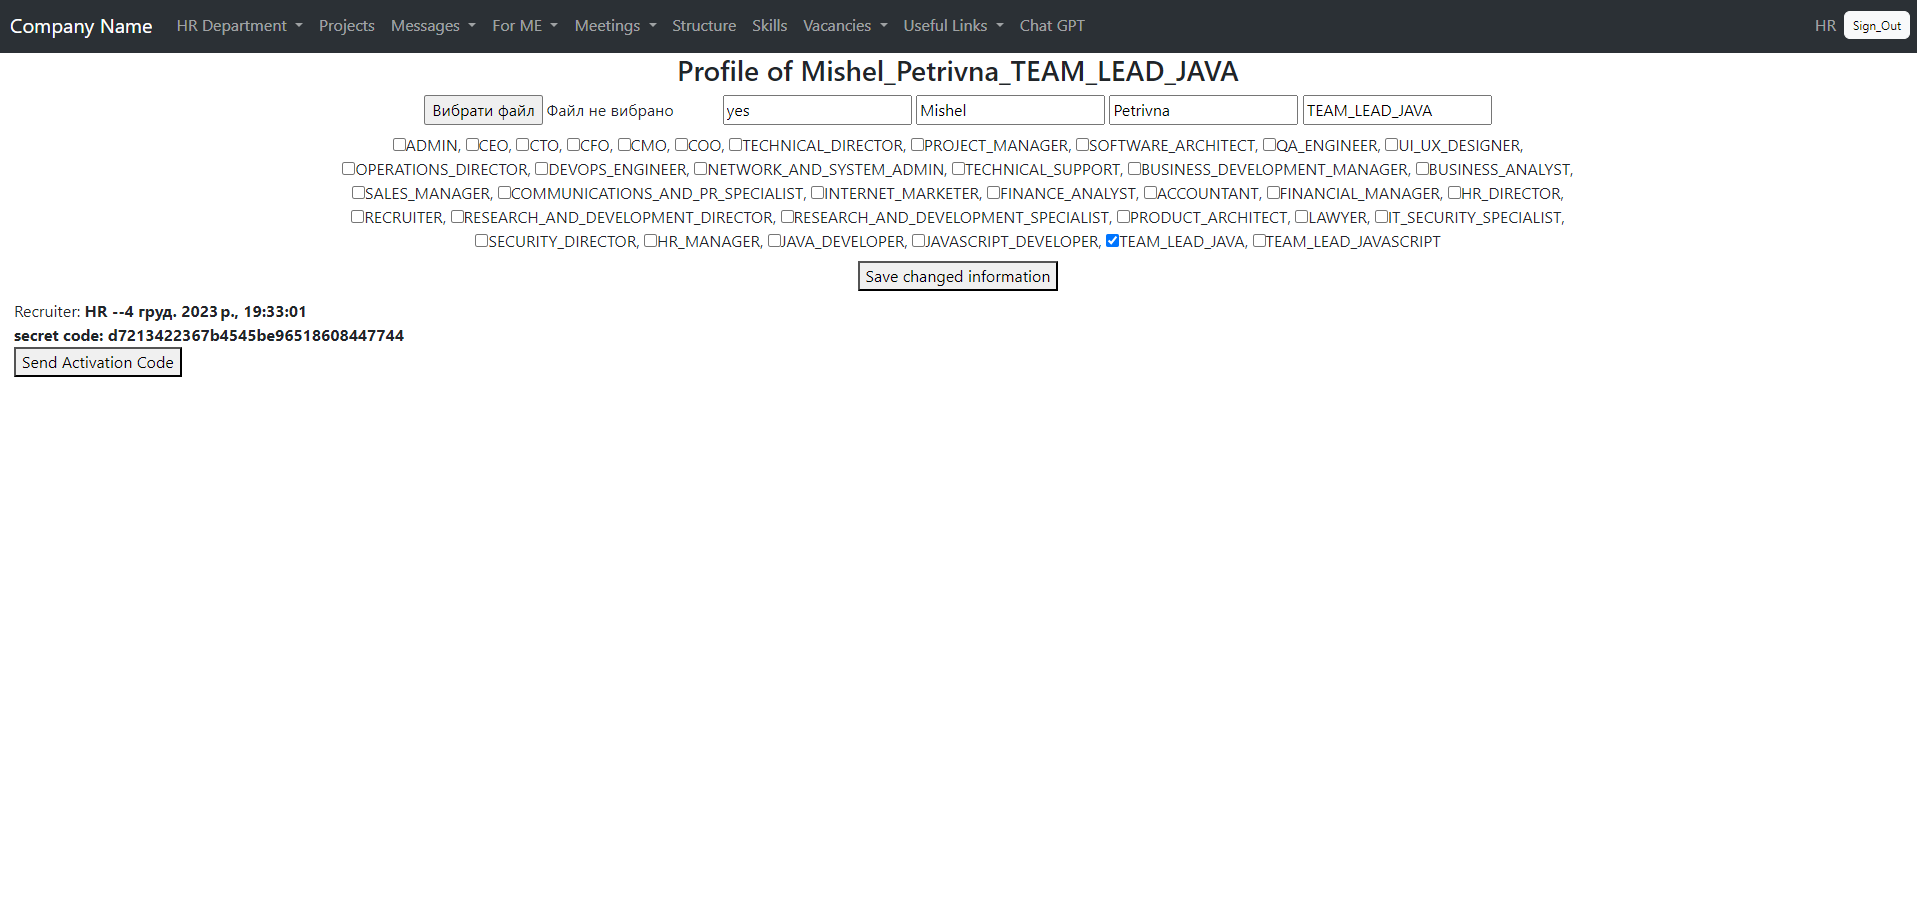 Company Name HR Department Projects Messages For ME Meetings Structure Skills Vacancies Useful Links Chat GPT HR Sign_Out
Profile of Mishel_Petrivna_TEAM_LEAD_JAVA
Вибрати файл Файл не вибрано yes Mishel Petrivna TEAM_LEAD_JAVA
ADMIN, CEO, CTO, CFO, CMO, COO, TECHNICAL_DIRECTOR, PROJECT_MANAGER, SOFTWARE_ARCHITECT, QA_ENGINEER, UI_UX_DESIGNER,
OPERATIONS_DIRECTOR, DEVOPS_ENGINEER, NETWORK_AND_SYSTEM_ADMIN, TECHNICAL_SUPPORT, BUSINESS_DEVELOPMENT_MANAGER, BUSINESS_ANALYST,
SALES_MANAGER, COMMUNICATIONS_AND_PR_SPECIALIST, INTERNET_MARKETER, FINANCE_ANALYST, ACCOUNTANT, FINANCIAL_MANAGER, HR_DIRECTOR,
RECRUITER, RESEARCH_AND_DEVELOPMENT_DIRECTOR, RESEARCH_AND_DEVELOPMENT_SPECIALIST, PRODUCT_ARCHITECT, LAWYER, IT_SECURITY_SPECIALIST,
SECURITY_DIRECTOR, HR_MANAGER, JAVA_DEVELOPER, JAVASCRIPT_DEVELOPER, TEAM_LEAD_JAVA, TEAM_LEAD_JAVASCRIPT
Save changed information
Recruiter: HR --4 груд. 2023 р., 19:33:01
secret code: d7213422367b4545be96518608447744
Send Activation Code